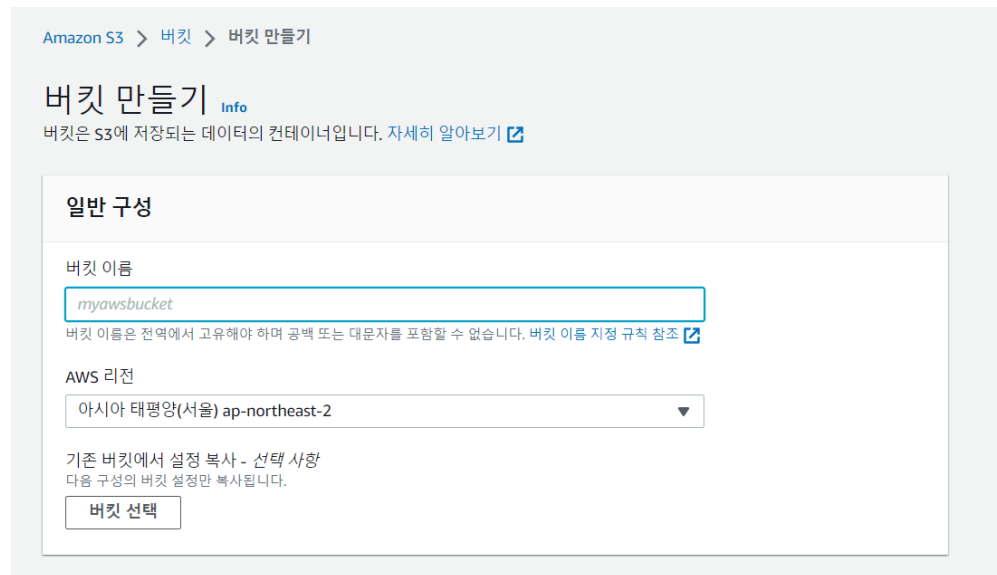 Amazon S3 > 버킷 > 버킷 만들기
버킷 만들기 Info
버킷은 S3에 저장되는 데이터의 컨테이너입니다. 자세히 알아보기
일반 구성
버킷 이름
myawsbucket
버킷 이름은 전역에서 고유해야 하며 공백 또는 대문자를 포함할 수 없습니다. 버킷 이름 지정 규칙 참조
AWS 리전
아시아 태평양(서울) ap-northeast-2
기존 버킷에서 설정 복사 - 선택 사항
다음 구성의 버킷 설정만 복사됩니다.
버킷 선택